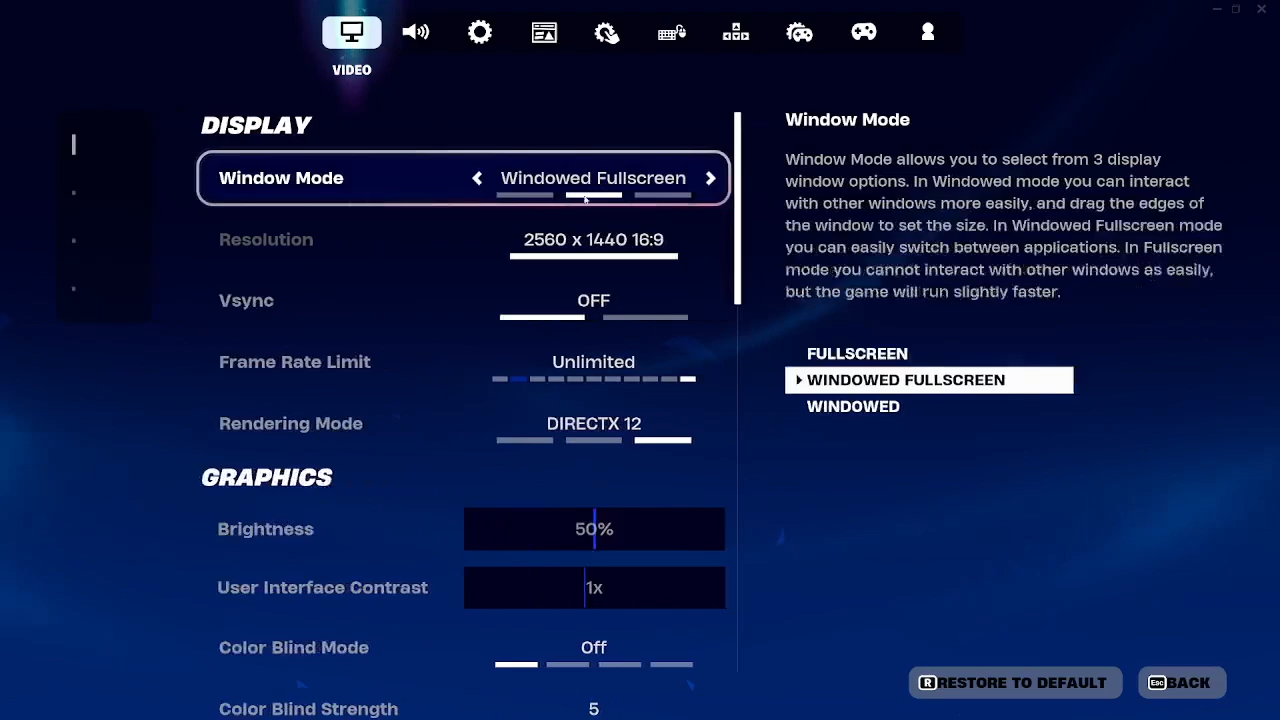 VIDEO
DISPLAY
Window Mode
Windowed Fullscreen
Resolution
2560 x 1440 16:9
Vsync
OFF
Frame Rate Limit
Unlimited
Rendering Mode
DIRECTX 12
GRAPHICS
Brightness
50%
User Interface Contrast
1x
Color Blind Mode
Off
Color Blind Strength
5
Window Mode
Window Mode allows you to select from 3 display
window options. In Windowed mode you can interact
with other windows more easily, and drag the edges of
the window to set the size. In Windowed Fullscreen mode
you can easily switch between applications. In Fullscreen
mode you cannot interact with other windows as easily,
but the game will run slightly faster.
FULLSCREEN
WINDOWED FULLSCREEN
WINDOWED
R RESTORE TO DEFAULT
Esc BACK